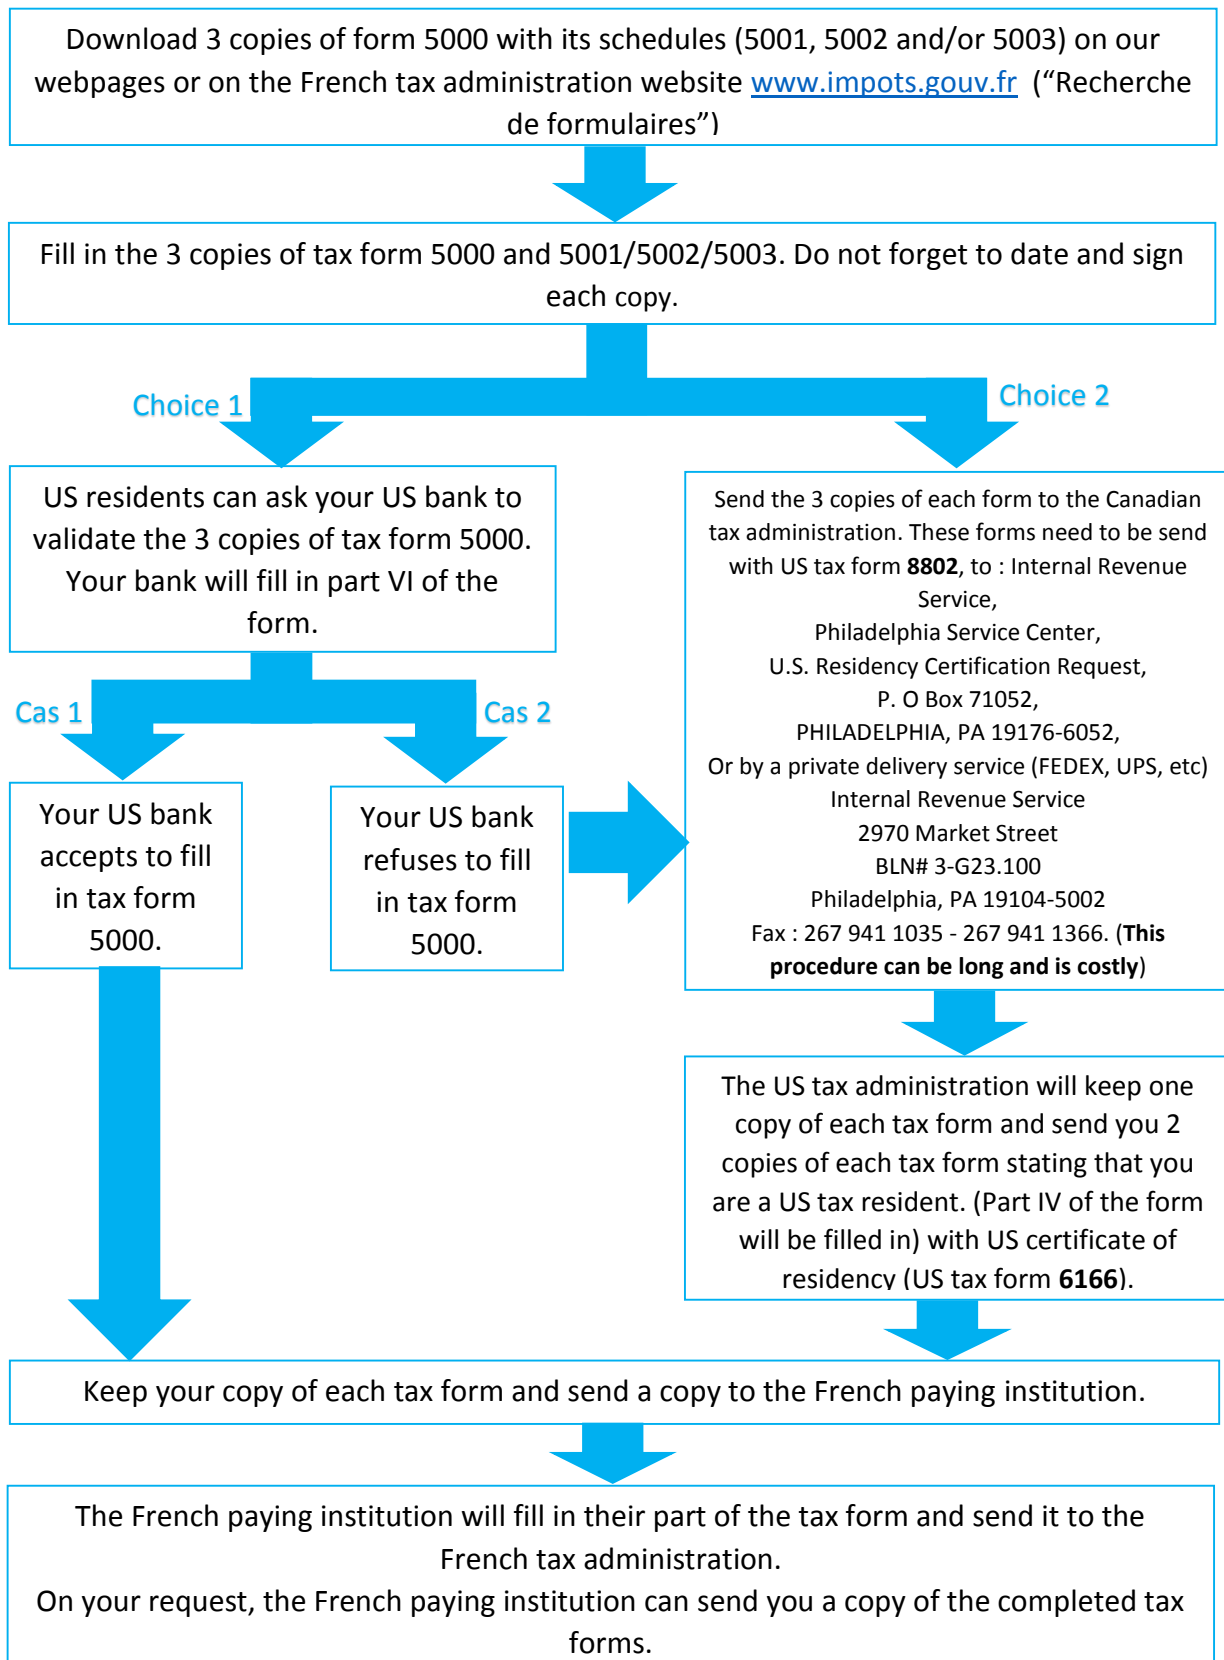 Download 3 copies of form 5000 with its schedules (5001, 5002 and/or 5003) on our
webpages or on the French tax administration website www.impots.gouv.fr (“Recherche
de formulaires”)
Fill in the 3 copies of tax form 5000 and 5001/5002/5003. Do not forget to date and sign
each copy.
Choice 1
Choice 2
US residents can ask your US bank to
validate the 3 copies of tax form 5000.
Your bank will fill in part VI of the
form.
Cas 1
Cas 2
Your US bank
accepts to fill
in tax form
5000.
Your US bank
refuses to fill
in tax form
5000.
Send the 3 copies of each form to the Canadian
tax administration. These forms need to be send
with US tax form 8802, to : Internal Revenue
Service,
Philadelphia Service Center,
U.S. Residency Certification Request,
P. O Box 71052,
PHILADELPHIA, PA 19176-6052,
Or by a private delivery service (FEDEX, UPS, etc)
Internal Revenue Service
2970 Market Street
BLN# 3-G23.100
Philadelphia, PA 19104-5002
Fax : 267 941 1035 - 267 941 1366. (This
procedure can be long and is costly)
The US tax administration will keep one
copy of each tax form and send you 2
copies of each tax form stating that you
are a US tax resident. (Part IV of the form
will be filled in) with US certificate of
residency (US tax form 6166).
Keep your copy of each tax form and send a copy to the French paying institution.
The French paying institution will fill in their part of the tax form and send it to the
French tax administration.
On your request, the French paying institution can send you a copy of the completed tax
forms.